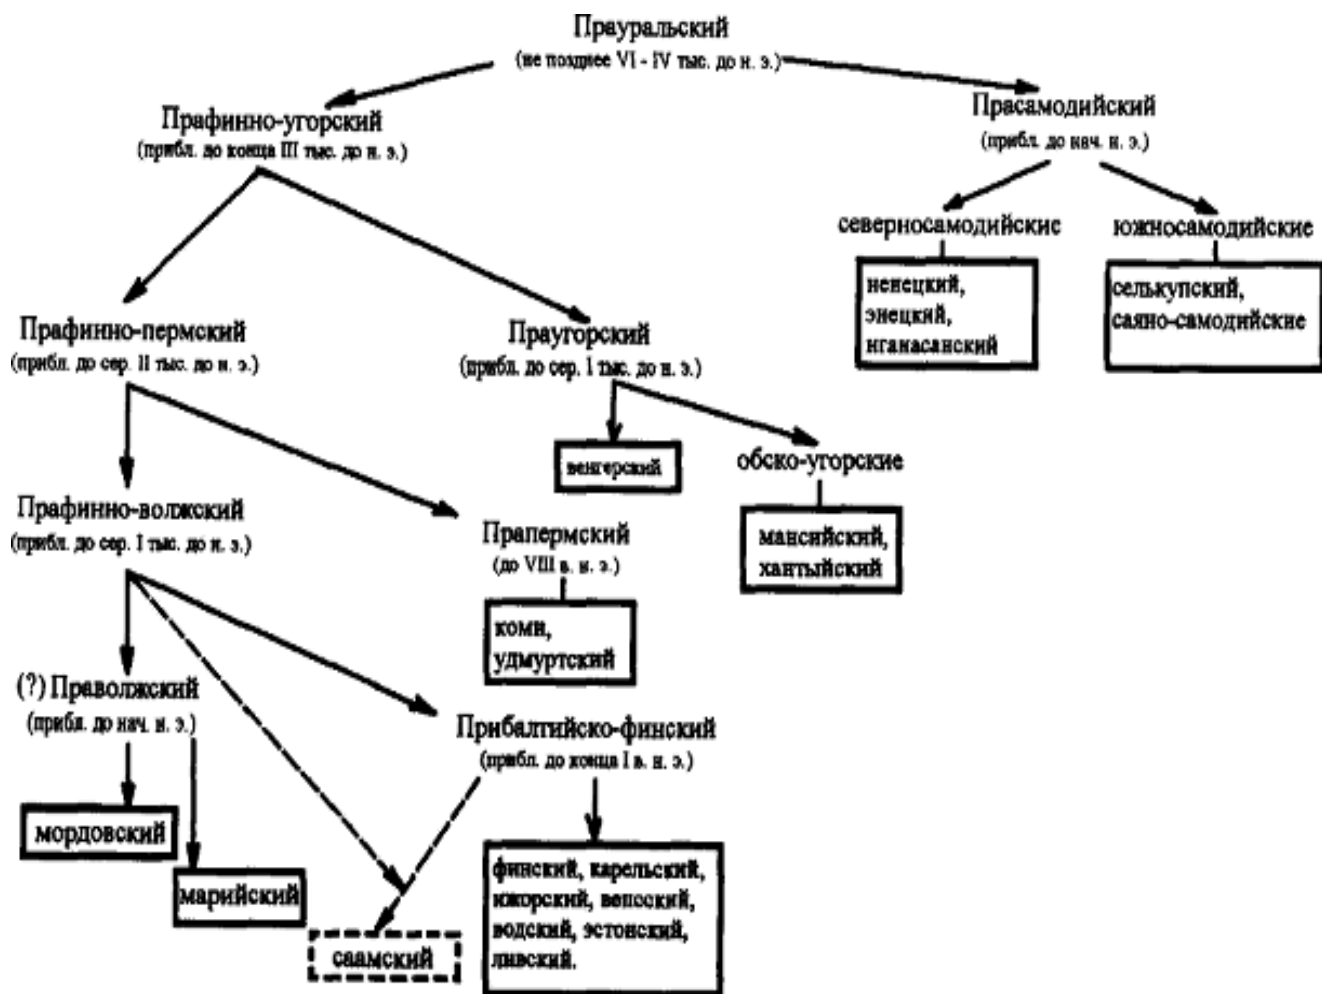 Прауральский
(не позднее VI - IV тыс. до н. э.)
Прафинно-угорский
(прибл. до конца III тыс. до н. э.)
Прасамодийский
(прибл. до нач. н. э.)
северносамодийские
ненецкий,
энецкий,
нганасанский
южносамодийские
селькупский,
саяно-самодийские
Прафинно-пермский
(прибл. до сер. II тыс. до н. э.)
Праугорский
(прибл. до сер. I тыс. до н. э.)
венгерский
обско-угорские
мансийский,
хантыйский
Прафинно-волжский
(прибл. до сер. I тыс. до н. э.)
Прапермский
(до VIII в. н. э.)
коми,
удмуртский
(?) Праволжский
(прибл. до нач. н. э.)
Прибалтийско-финский
(прибл. до конца I в. н. э.)
мордовский
марийский
саамский
финский, карельский,
ижорский, вепсский,
водский, эстонский,
ливский.